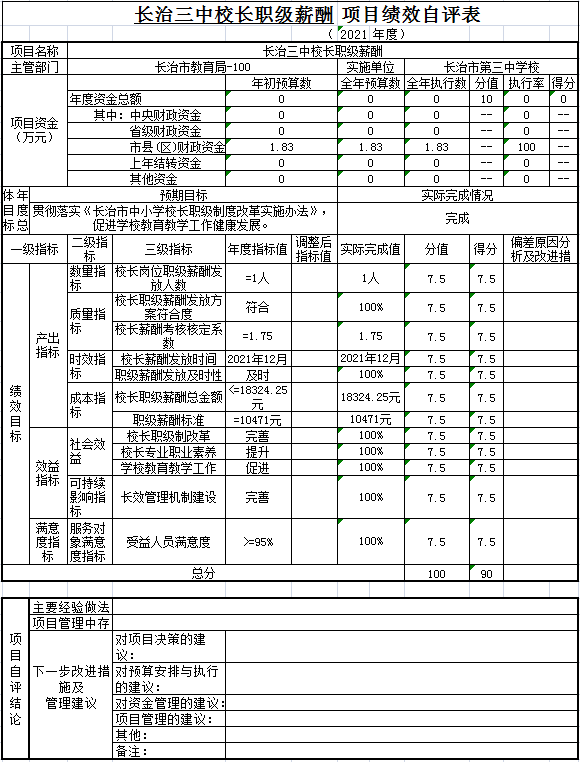 长治三中校长职级薪酬 项目绩效自评表
（ 2021 年度）
项目名称 长治三中校长职级薪酬
主管部门 长治市教育局-100 实施单位 长治市第三中学校
项目资金（万元） 年初预算数 全年预算数 全年执行数 分值 执行率 得分
年度资金总额 0 0 0 10 0 0
其中：中央财政资金 0 0 0 -- 0 --
省级财政资金 0 0 0 -- 0 --
市县（区）财政资金 1.83 1.83 1.83 -- 100 --
上年结转资金 0 0 0 -- 0 --
其他资金 0 0 0 -- 0 --
体年目度标总 预期目标 实际完成情况
贯彻落实《长治市中小学校长职级制度改革实施办法》，促进学校教育教学工作健康发展。 完成
一级指标 二级指标 三级指标 年度指标值 调整后指标值 实际完成值 分值 得分 偏差原因分析及改进措
绩效目标
产出指标
数量指标 校长岗位职级薪酬发放人数 =1人 1人 7.5 7.5
质量指标 校长职级薪酬发放方案符合度 符合 100% 7.5 7.5
校长薪酬考核核定系数 =1.75 1.75 7.5 7.5
时效指标 校长薪酬发放时间 2021年12月 2021年12月 7.5 7.5
职级薪酬发放及时性 及时 100% 7.5 7.5
成本指标 校长职级薪酬总金额 <=18324.25元 18324.25元 7.5 7.5
职级薪酬标准 =10471元 10471元 7.5 7.5
效益指标
社会效益 校长职级制改革 完善 100% 7.5 7.5
校长专业职业素养 提升 100% 7.5 7.5
学校教育教学工作 促进 100% 7.5 7.5
可持续影响指标 长效管理机制建设 完善 100% 7.5 7.5
满意度指标 服务对象满意度指标 受益人员满意度 >=95% 100% 7.5 7.5
总分 100 90
项目自评结论
主要经验做法
项目管理中存
下一步改进措施及管理建议
对项目决策的建议：
对预算安排与执行的建议：
对资金管理的建议：
项目管理的建议：
其他：
备注：